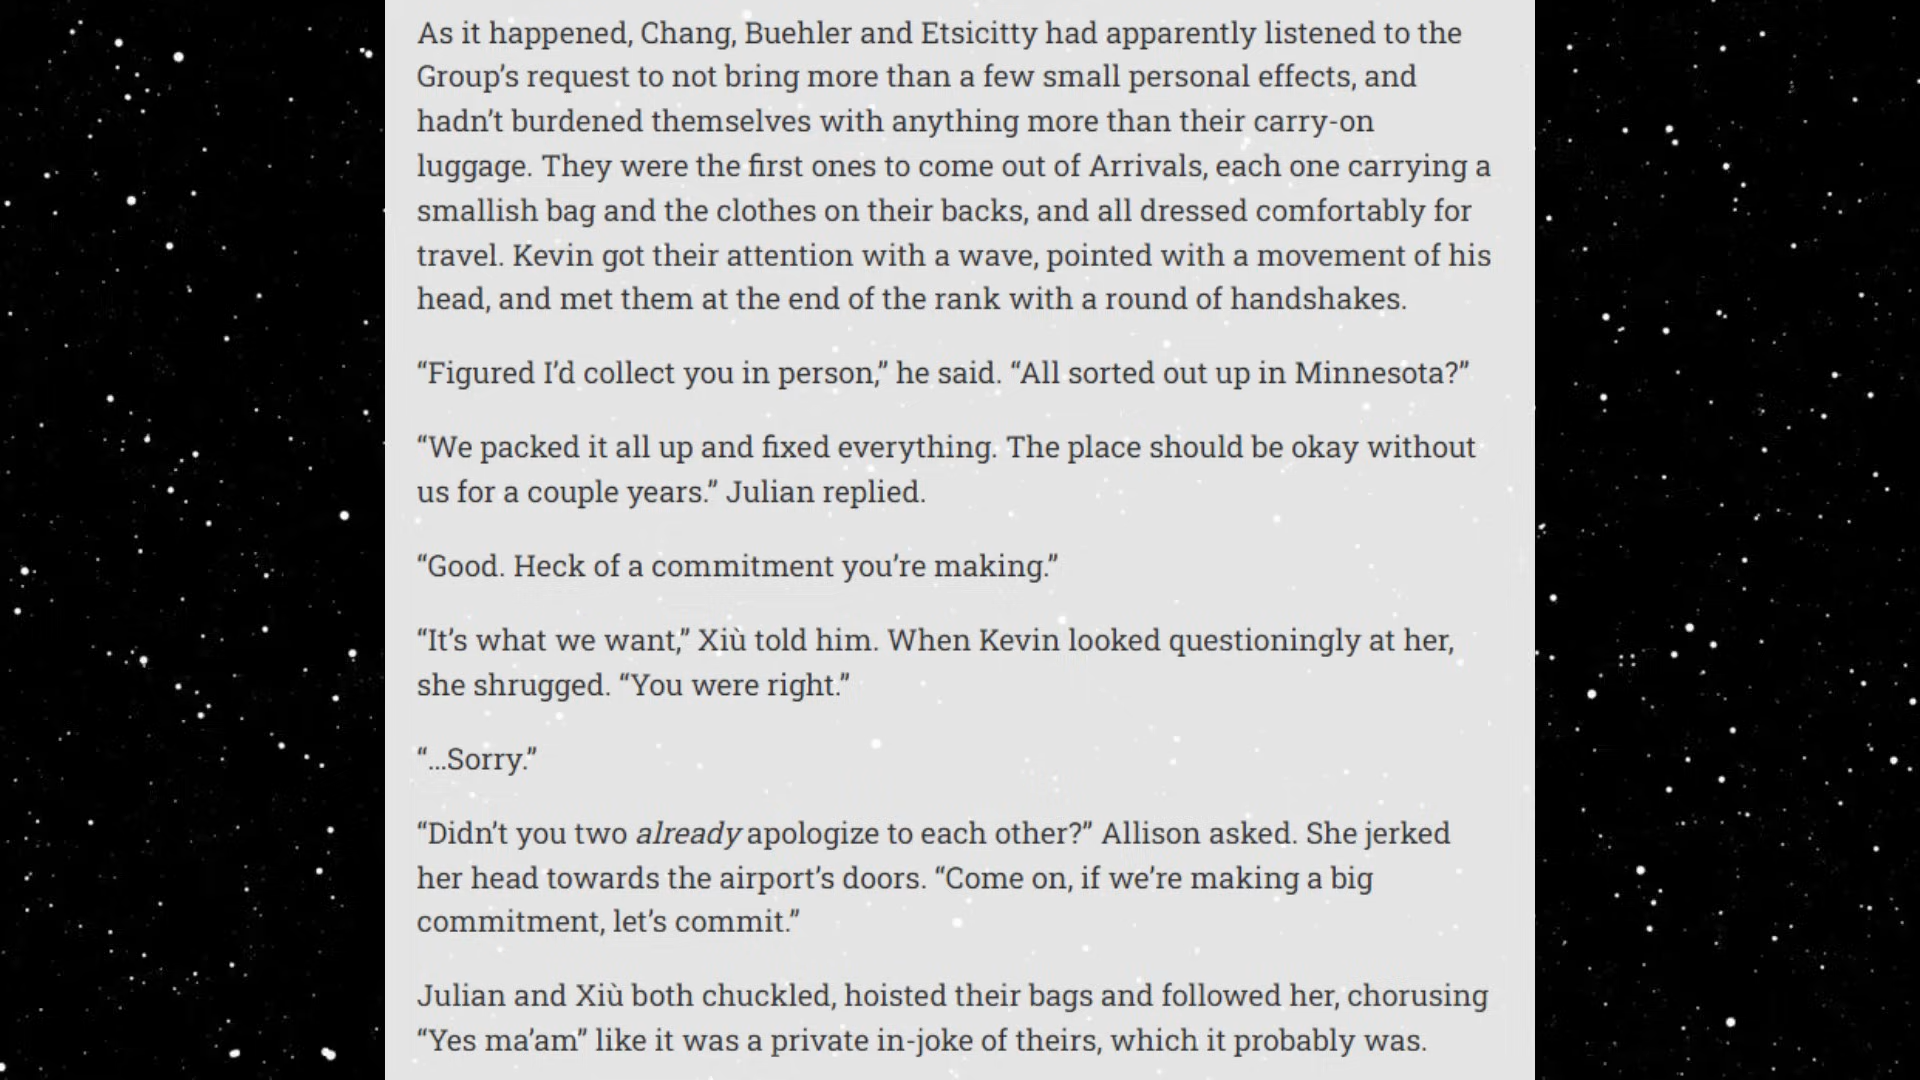 As it happened, Chang, Buehler and Etsicitty had apparently listened to the
Group’s request to not bring more than a few small personal effects, and
hadn’t burdened themselves with anything more than their carry-on
luggage. They were the first ones to come out of Arrivals, each one carrying a
smallish bag and the clothes on their backs, and all dressed comfortably for
travel. Kevin got their attention with a wave, pointed with a movement of his
head, and met them at the end of the rank with a round of handshakes.
“Figured I’d collect you in person,” he said. “All sorted out up in Minnesota?”
“We packed it all up and fixed everything. The place should be okay without
us for a couple years.” Julian replied.
“Good. Heck of a commitment you’re making.”
“It’s what we want,” Xiù told him. When Kevin looked questioningly at her,
she shrugged. “You were right.”
“…Sorry.”
“Didn’t you two already apologize to each other?” Allison asked. She jerked
her head towards the airport’s doors. “Come on, if we’re making a big
commitment, let’s commit.”
Julian and Xiù both chuckled, hoisted their bags and followed her, chorusing
“Yes ma’am” like it was a private in-joke of theirs, which it probably was.